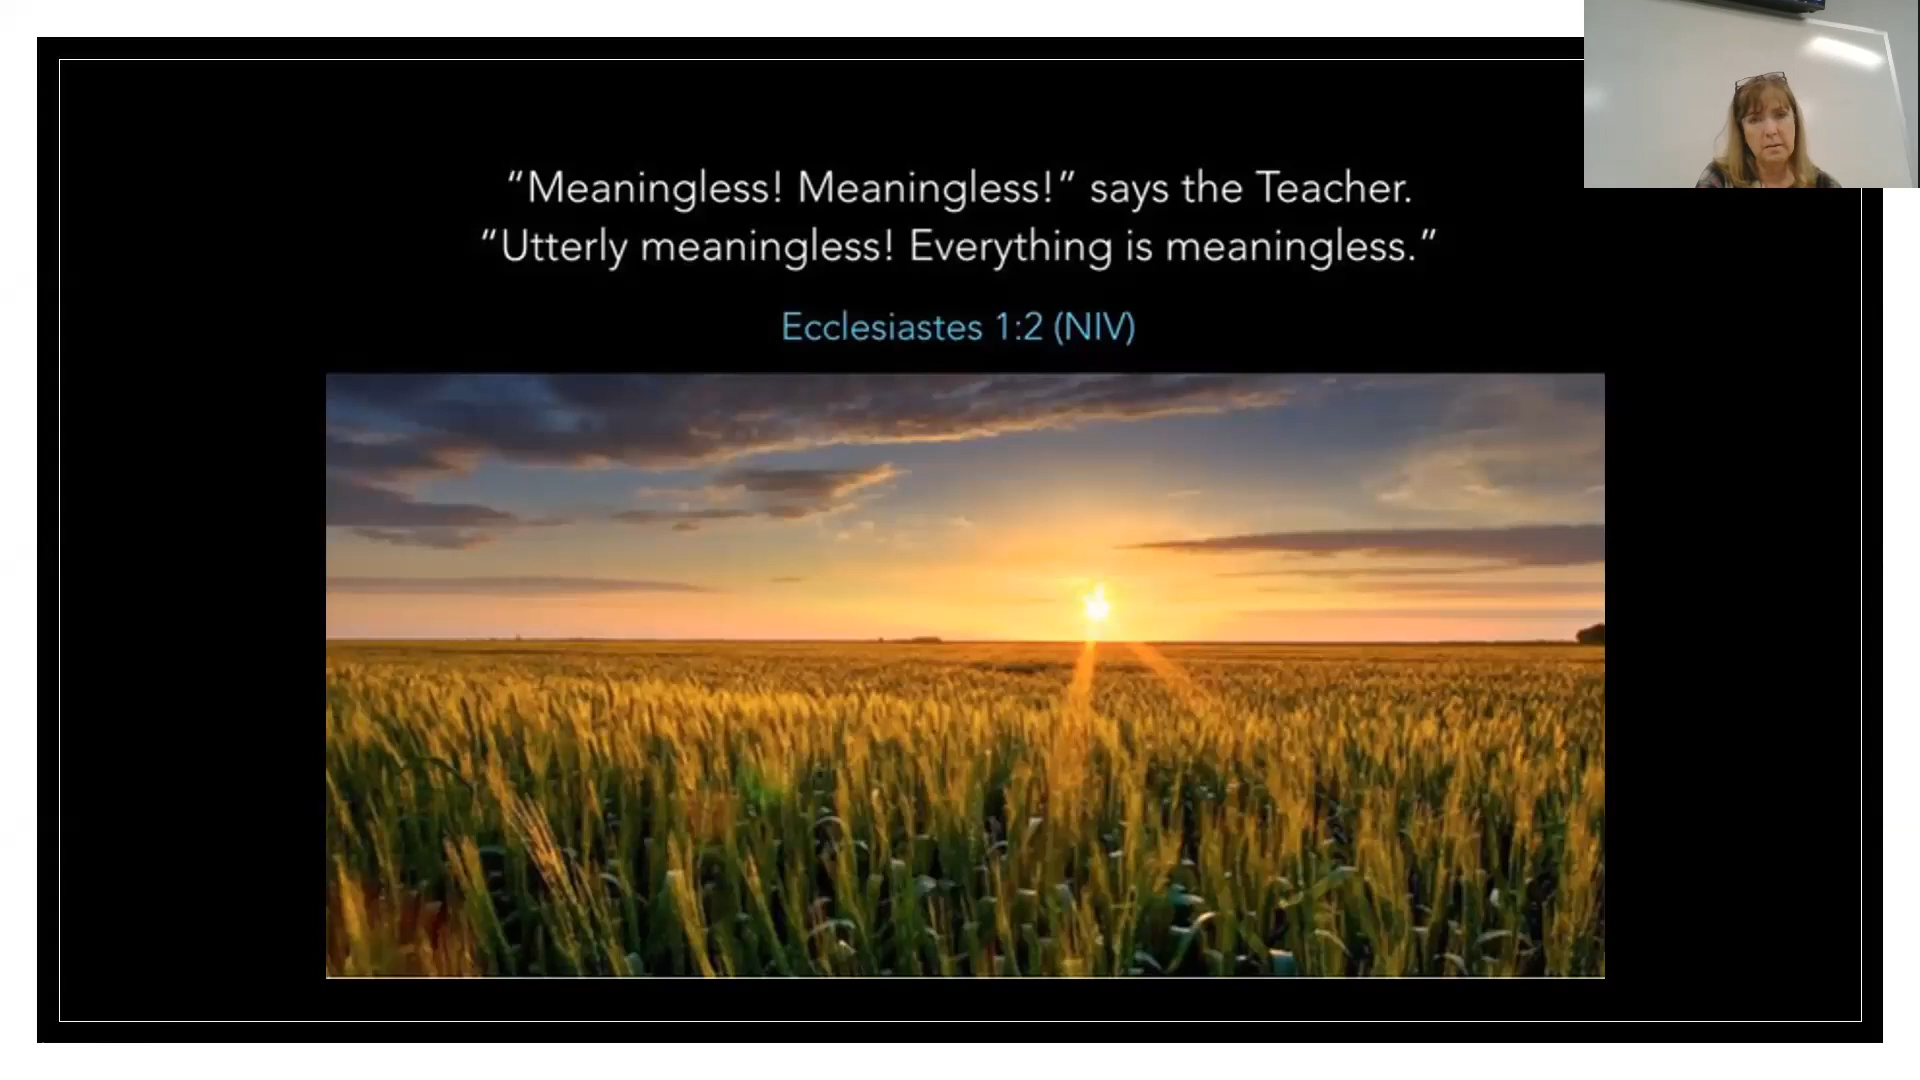 “Meaningless! Meaningless!” says the Teacher.
“Utterly meaningless! Everything is meaningless.”
Ecclesiastes 1:2 (NIV)